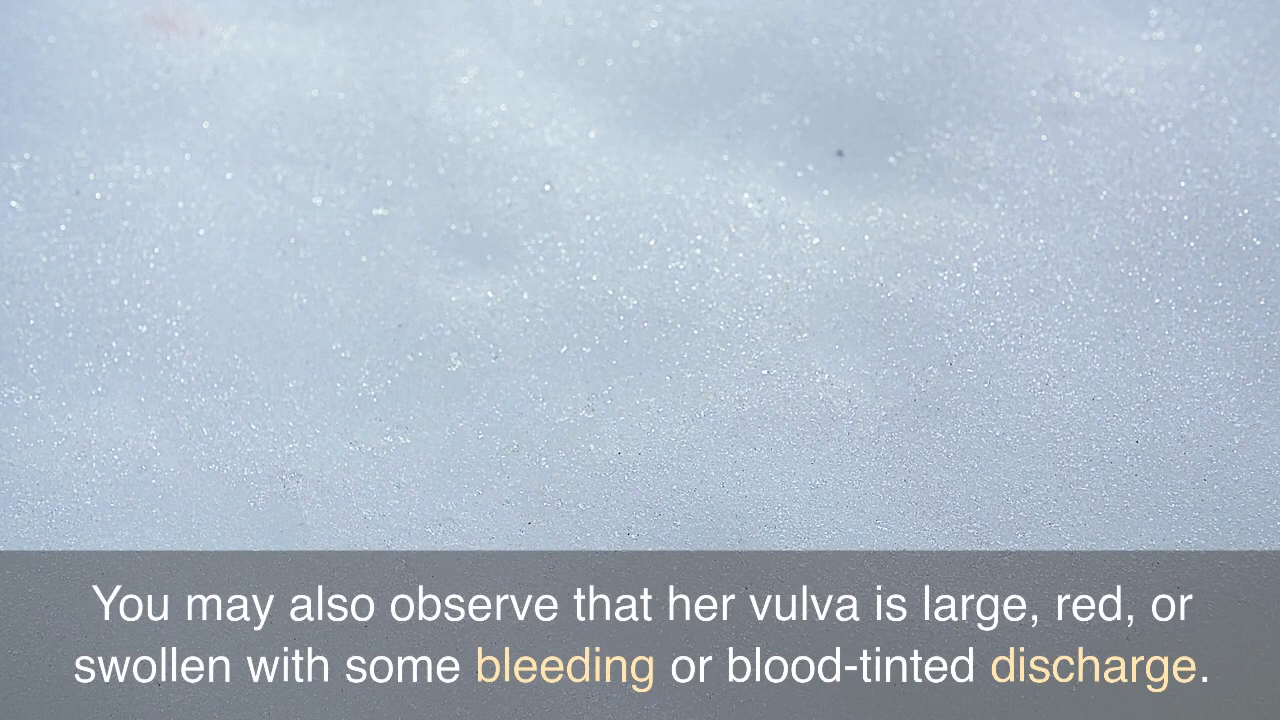 You may also observe that her vulva is large, red, or
swollen with some bleeding or blood-tinted discharge.